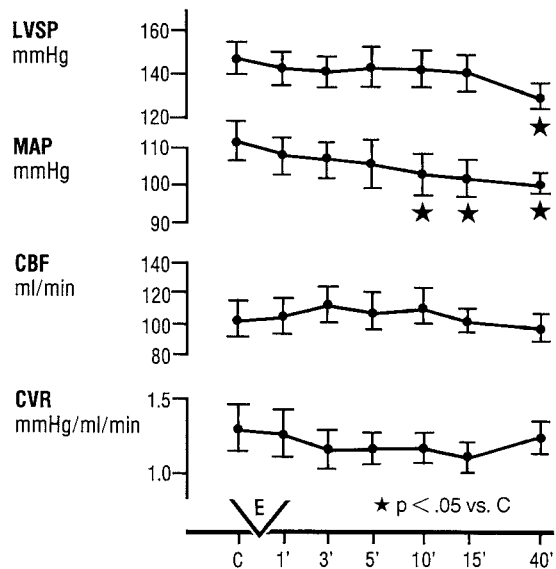 LVSP
mmHg
160
140
120
MAP
mmHg
110
100
90
CBF
ml/min
140
120
100
80
CVR
mmHg/ml/min
1.5
1.0
E
★ p < .05 vs. C
C 1' 3' 5' 10' 15' 40'